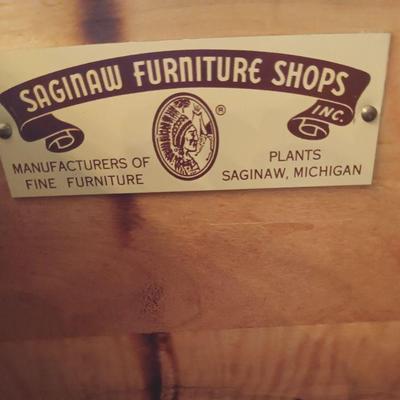 SAGINAW FURNITURE SHOPS
INC.
®
MANUFACTURERS OF
FINE FURNITURE
PLANTS
SAGINAW, MICHIGAN